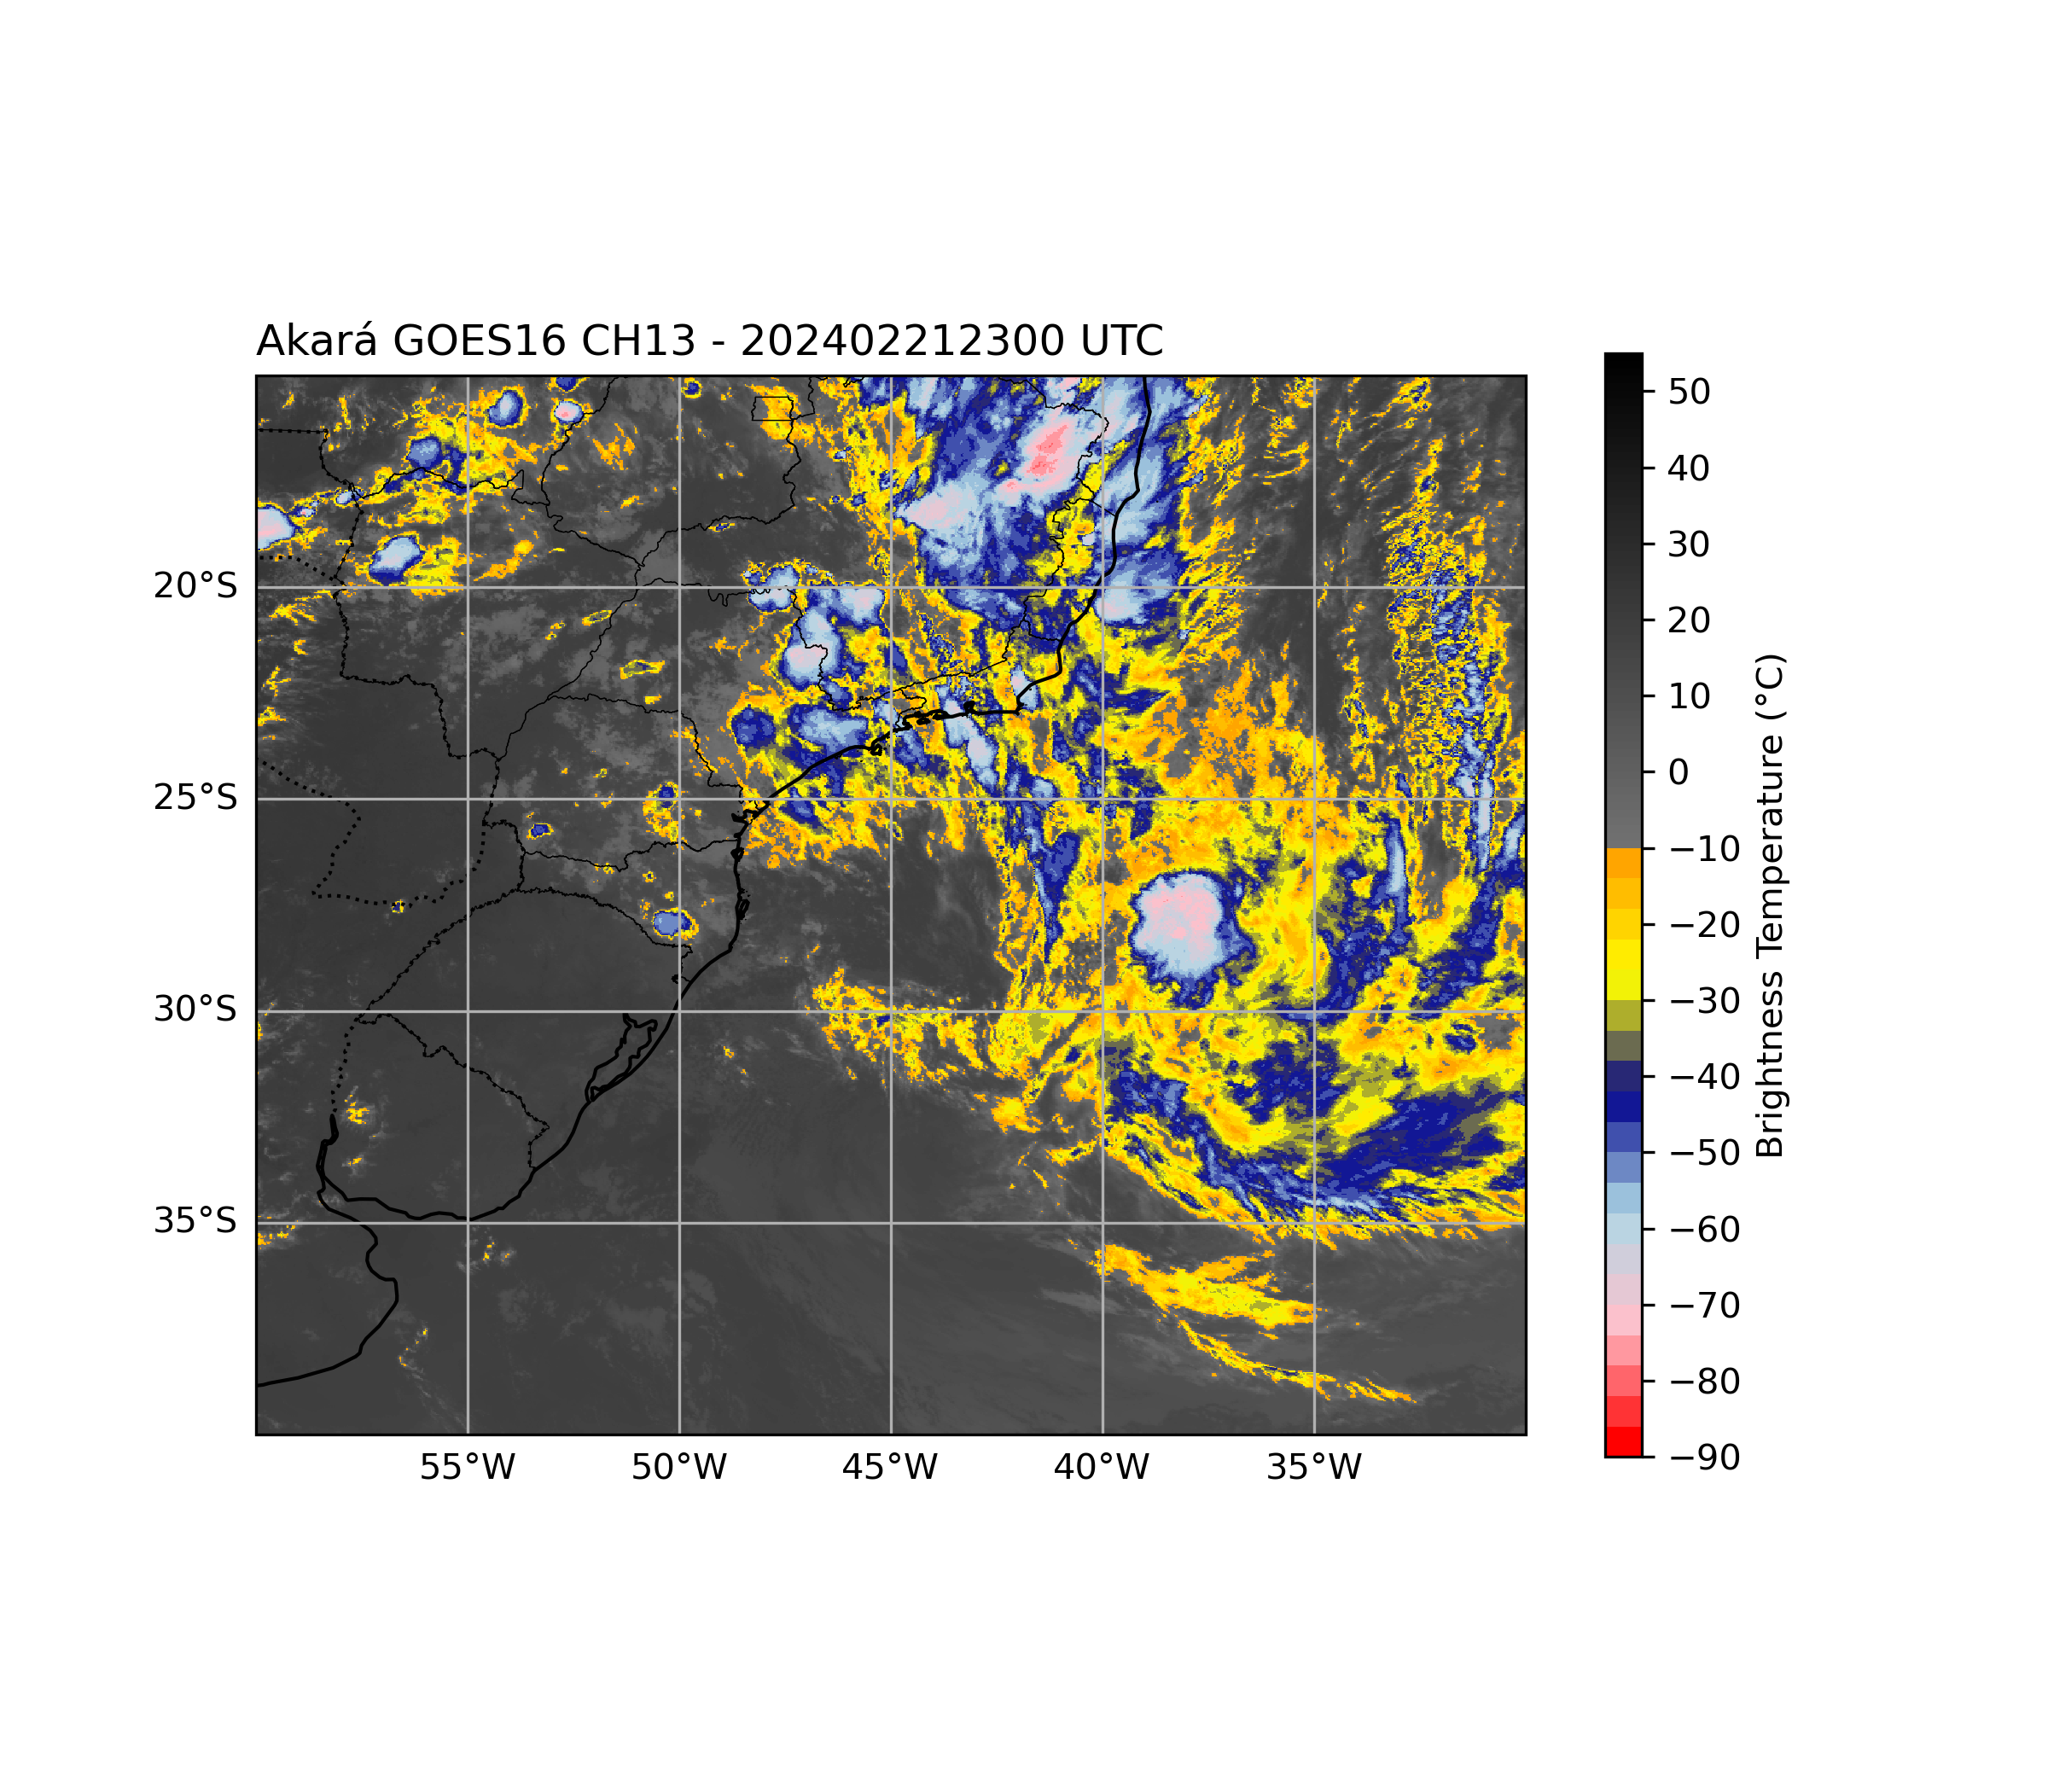 Akará GOES16 CH13 - 202402212300 UTC
20°S
25°S
30°S
35°S
55°W
50°W
45°W
40°W
35°W
50
40
30
20
10
0
−10
−20
−30
−40
−50
−60
−70
−80
−90
Brightness Temperature (°C)